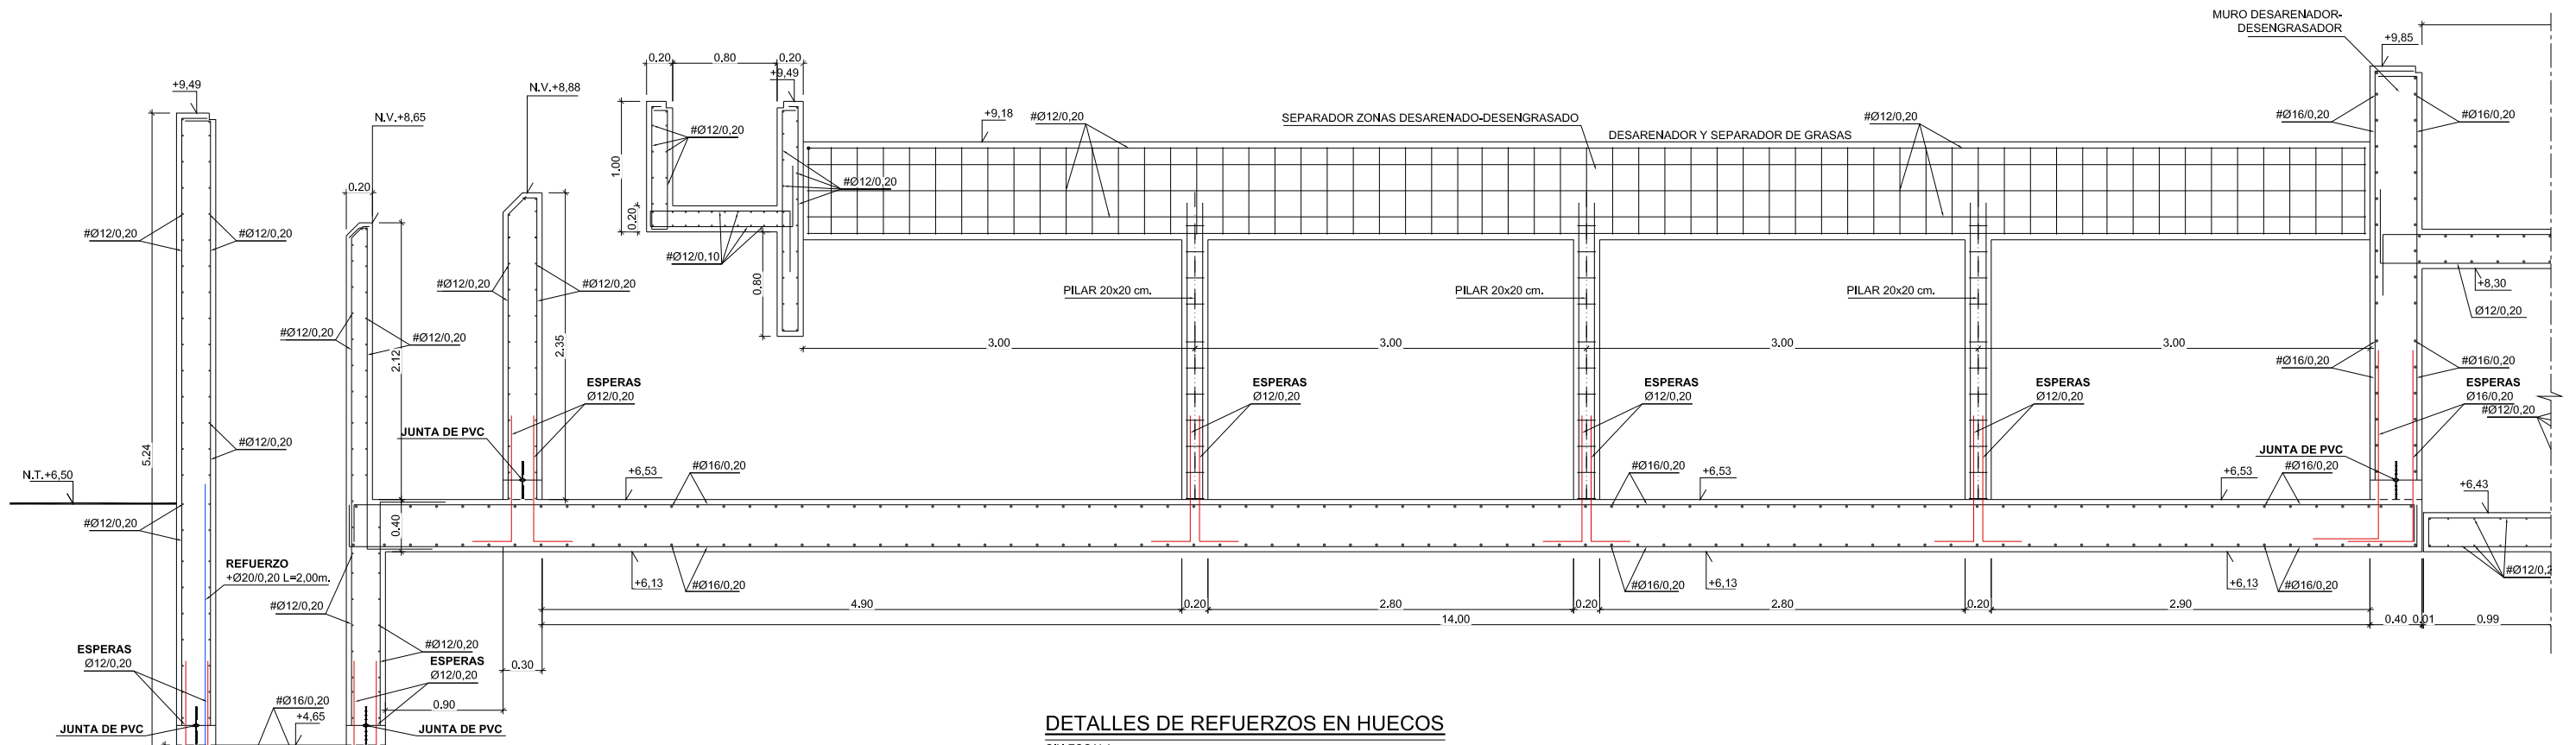 MURO DESARENADOR-
DESENGRASADOR
+9,85
0.20
0.80
0.20
+9,49
+9,49
N.V.+8,88
N.V.+8,65
#Ø12/0,20
1.00
0.20
#Ø12/0,20
#Ø12/0,10
0.80
+9,18
#Ø12/0,20
SEPARADOR ZONAS DESARENADO-DESENGRASADO
DESARENADOR Y SEPARADOR DE GRASAS
#Ø12/0,20
#Ø16/0,20
#Ø16/0,20
0.20
#Ø12/0,20
#Ø12/0,20
#Ø12/0,20
#Ø12/0,20
PILAR 20x20 cm.
PILAR 20x20 cm.
PILAR 20x20 cm.
+8,30
Ø12/0,20
#Ø12/0,20
#Ø12/0,20
2.12
2.35
3.00
3.00
3.00
3.00
#Ø16/0,20
#Ø16/0,20
ESPERAS
Ø12/0,20
ESPERAS
Ø12/0,20
ESPERAS
Ø12/0,20
ESPERAS
Ø12/0,20
ESPERAS
Ø16/0,20
#Ø12/0,20
JUNTA DE PVC
JUNTA DE PVC
5.24
#Ø12/0,20
N.T.+6,50
+6,53
#Ø16/0,20
#Ø16/0,20
+6,53
+6,53
#Ø16/0,20
+6,43
#Ø12/0,20
0.40
REFUERZO
+Ø20/0,20 L=2,00m.
+6,13
#Ø16/0,20
#Ø16/0,20
+6,13
+6,13
#Ø16/0,20
#Ø12/0,2
#Ø12/0,20
4.90
0.20
2.80
0.20
2.80
0.20
2.90
14.00
0.40
0.01
0.99
#Ø12/0,20
ESPERAS
Ø12/0,20
ESPERAS
Ø12/0,20
0.30
0.90
#Ø16/0,20
+4,65
JUNTA DE PVC
JUNTA DE PVC
DETALLES DE REFUERZOS EN HUECOS